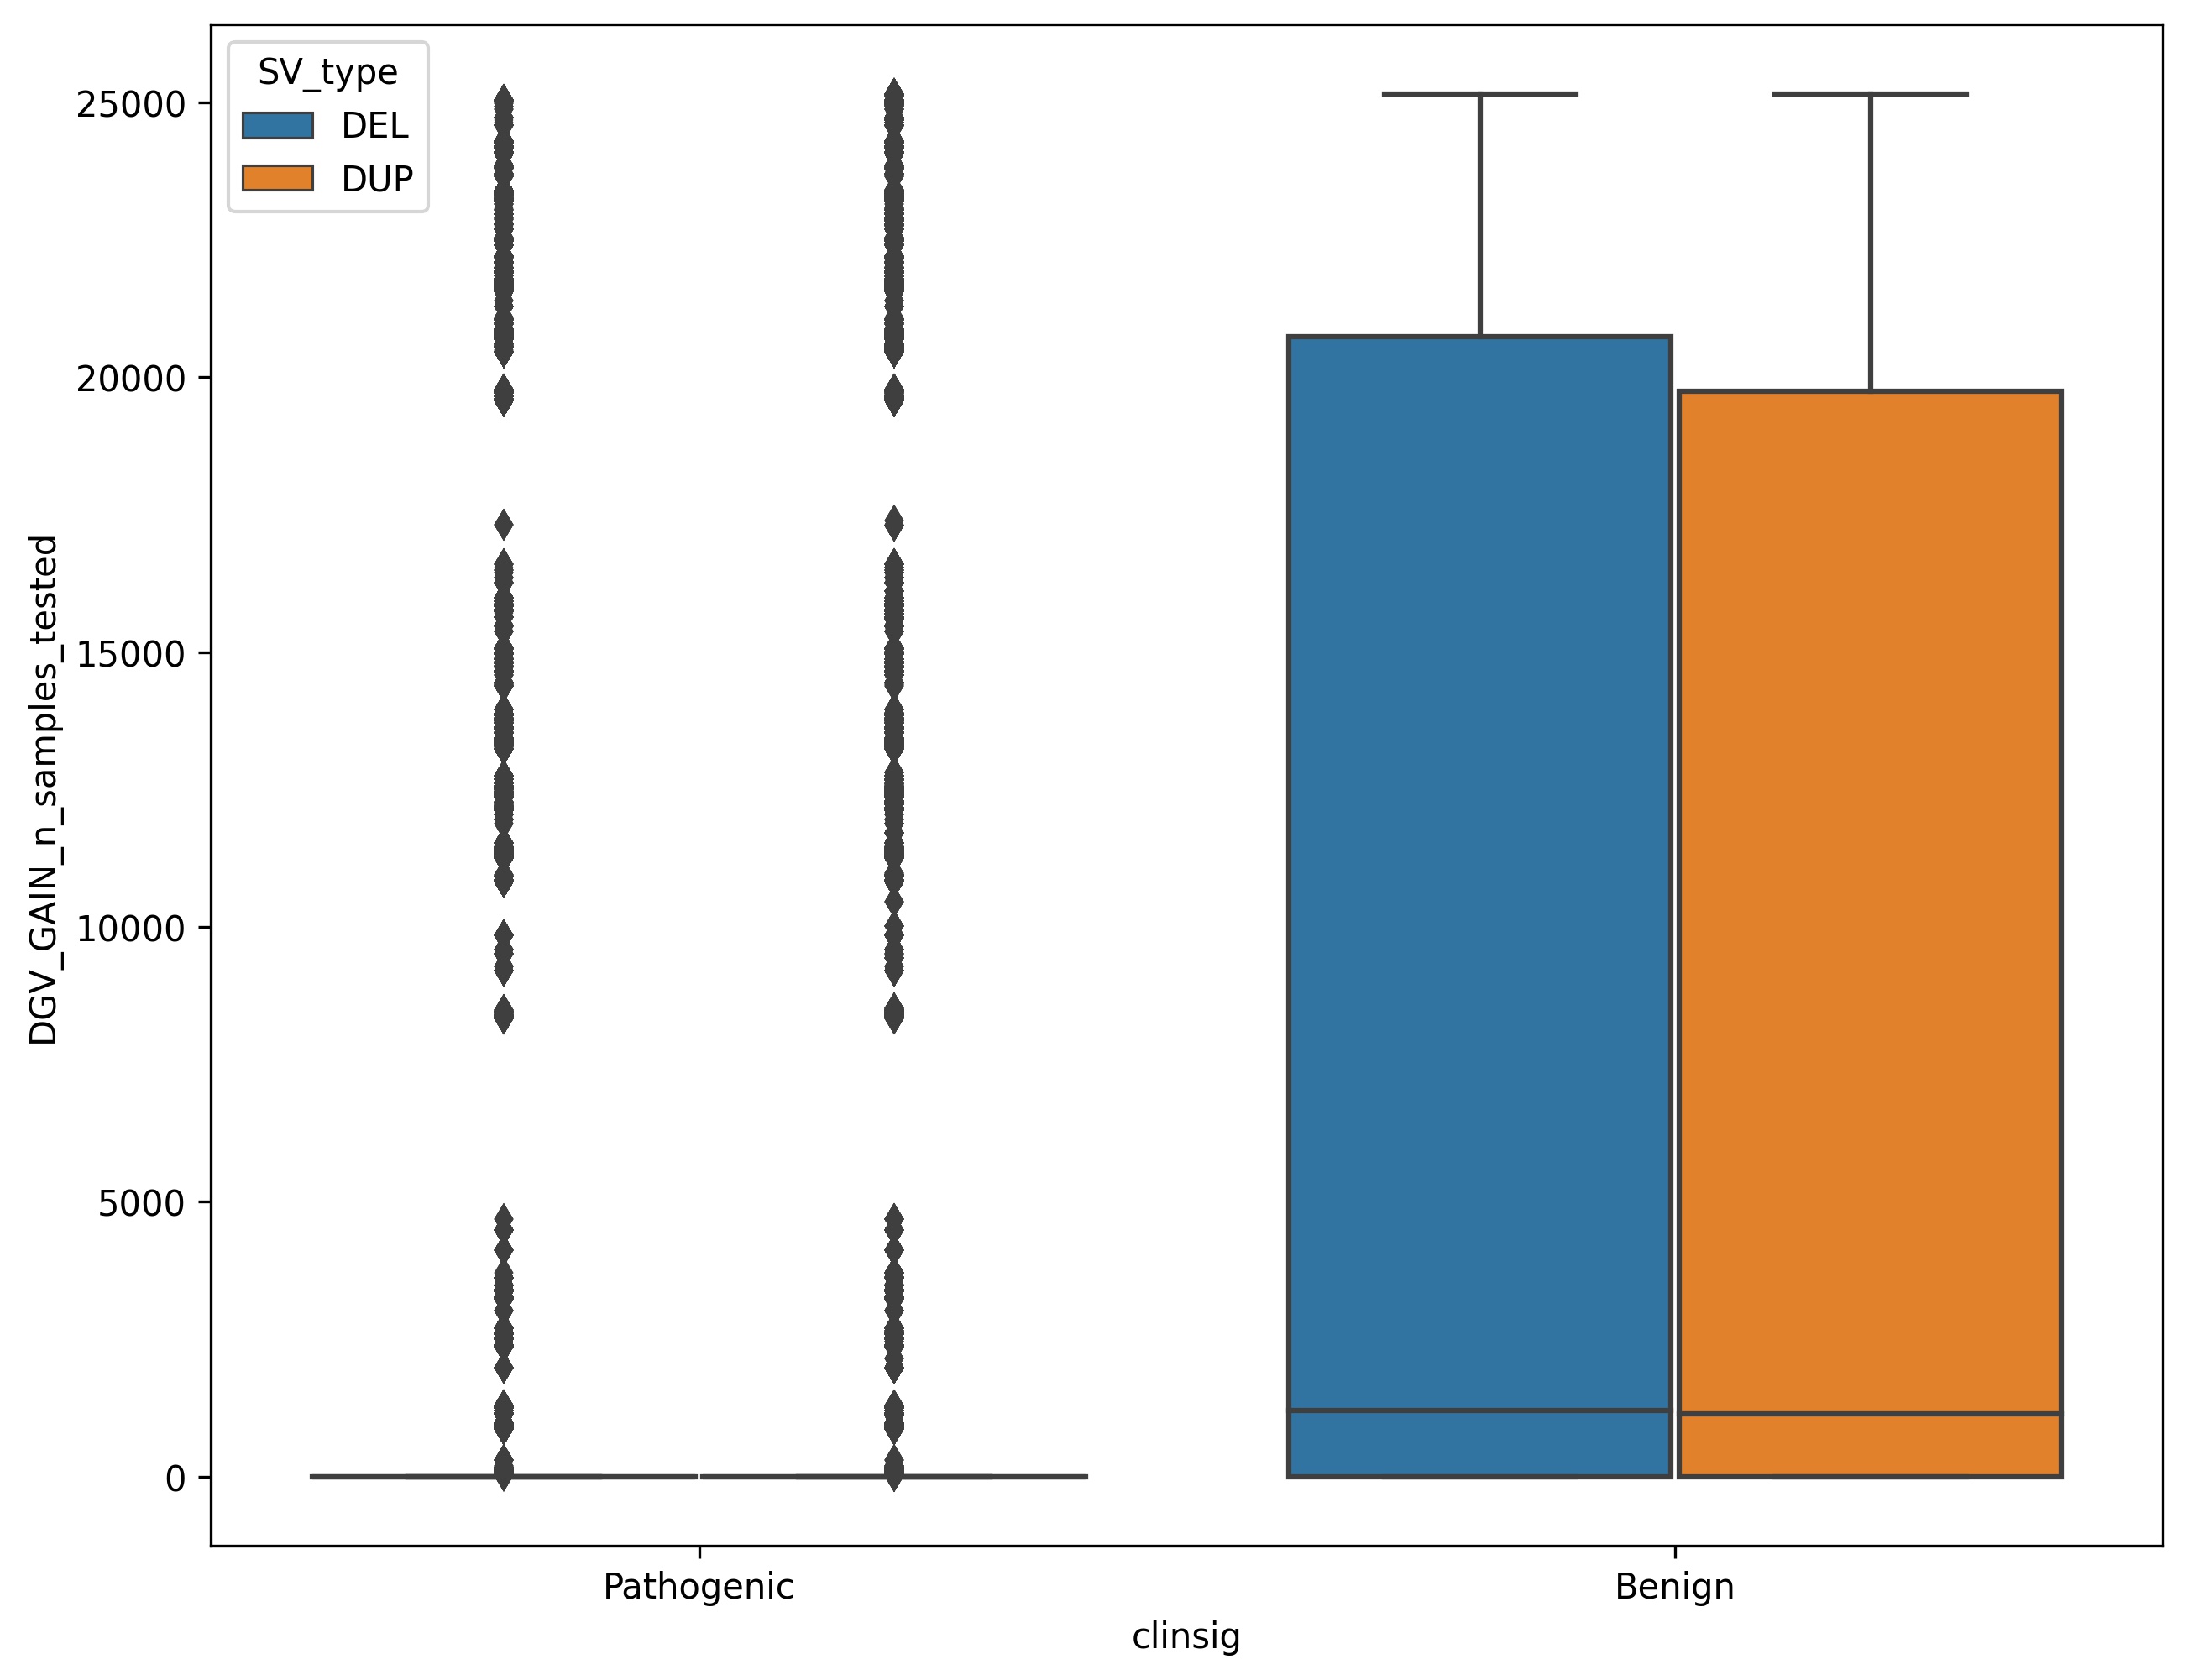 SV_type
DEL
DUP
25000
20000
15000
10000
5000
0
DGV_GAIN_n_samples_tested
Pathogenic
Benign
clinsig